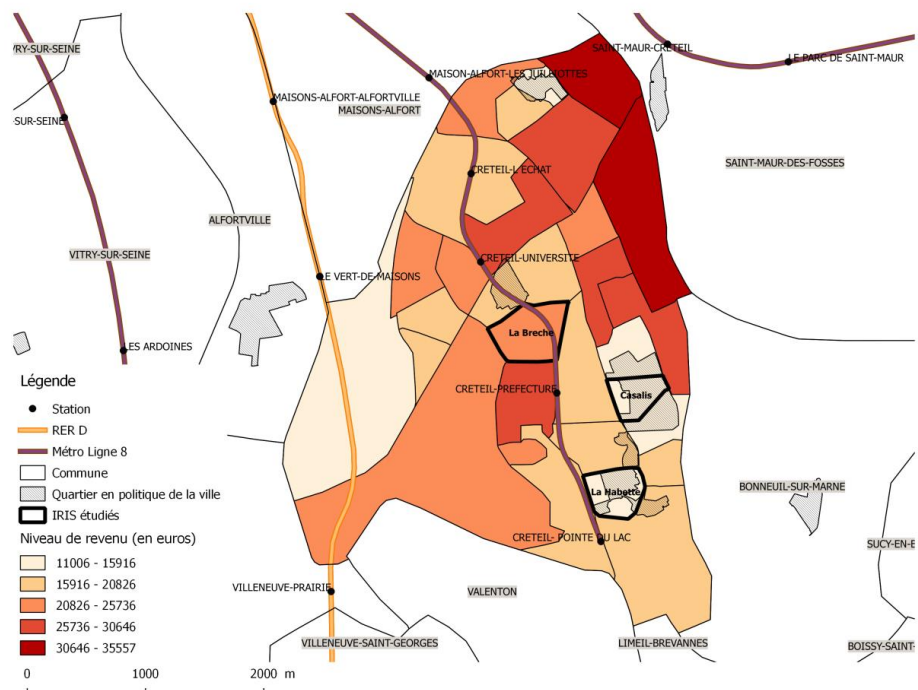 VRY-SUR-SEINE
SAINT-MAUR-CRETEIL
LE PARC DE SAINT-MAUR
MAISON-ALFORT-LES JUILLIOTTES
MAISONS-ALFORT-ALFORTVILLE
MAISONS-ALFORT
-SUR-SEINE
SAINT-MAUR-DES-FOSSES
CRETEIL-L'ECHAT
ALFORTVILLE
VITRY-SUR-SEINE
CRETEIL-UNIVERSITE
LE VERT-DE-MAISONS
La Breche
LES ARDOINES
CRETEIL-PREFECTURE
Casalis
BONNEUIL-SUR-MARNE
La Habette
CRETEIL- POINTE DU LAC
SUCY-EN-E
VILLENEUVE-PRAIRIE
VALENTON
VILLENEUVE-SAINT-GEORGES
LIMEIL-BREVANNES
BOISSY-SAINT-
Légende
Station
RER D
Métro Ligne 8
Commune
Quartier en politique de la ville
IRIS étudiés
Niveau de revenu (en euros)
11006 - 15916
15916 - 20826
20826 - 25736
25736 - 30646
30646 - 35557
0 1000 2000 m